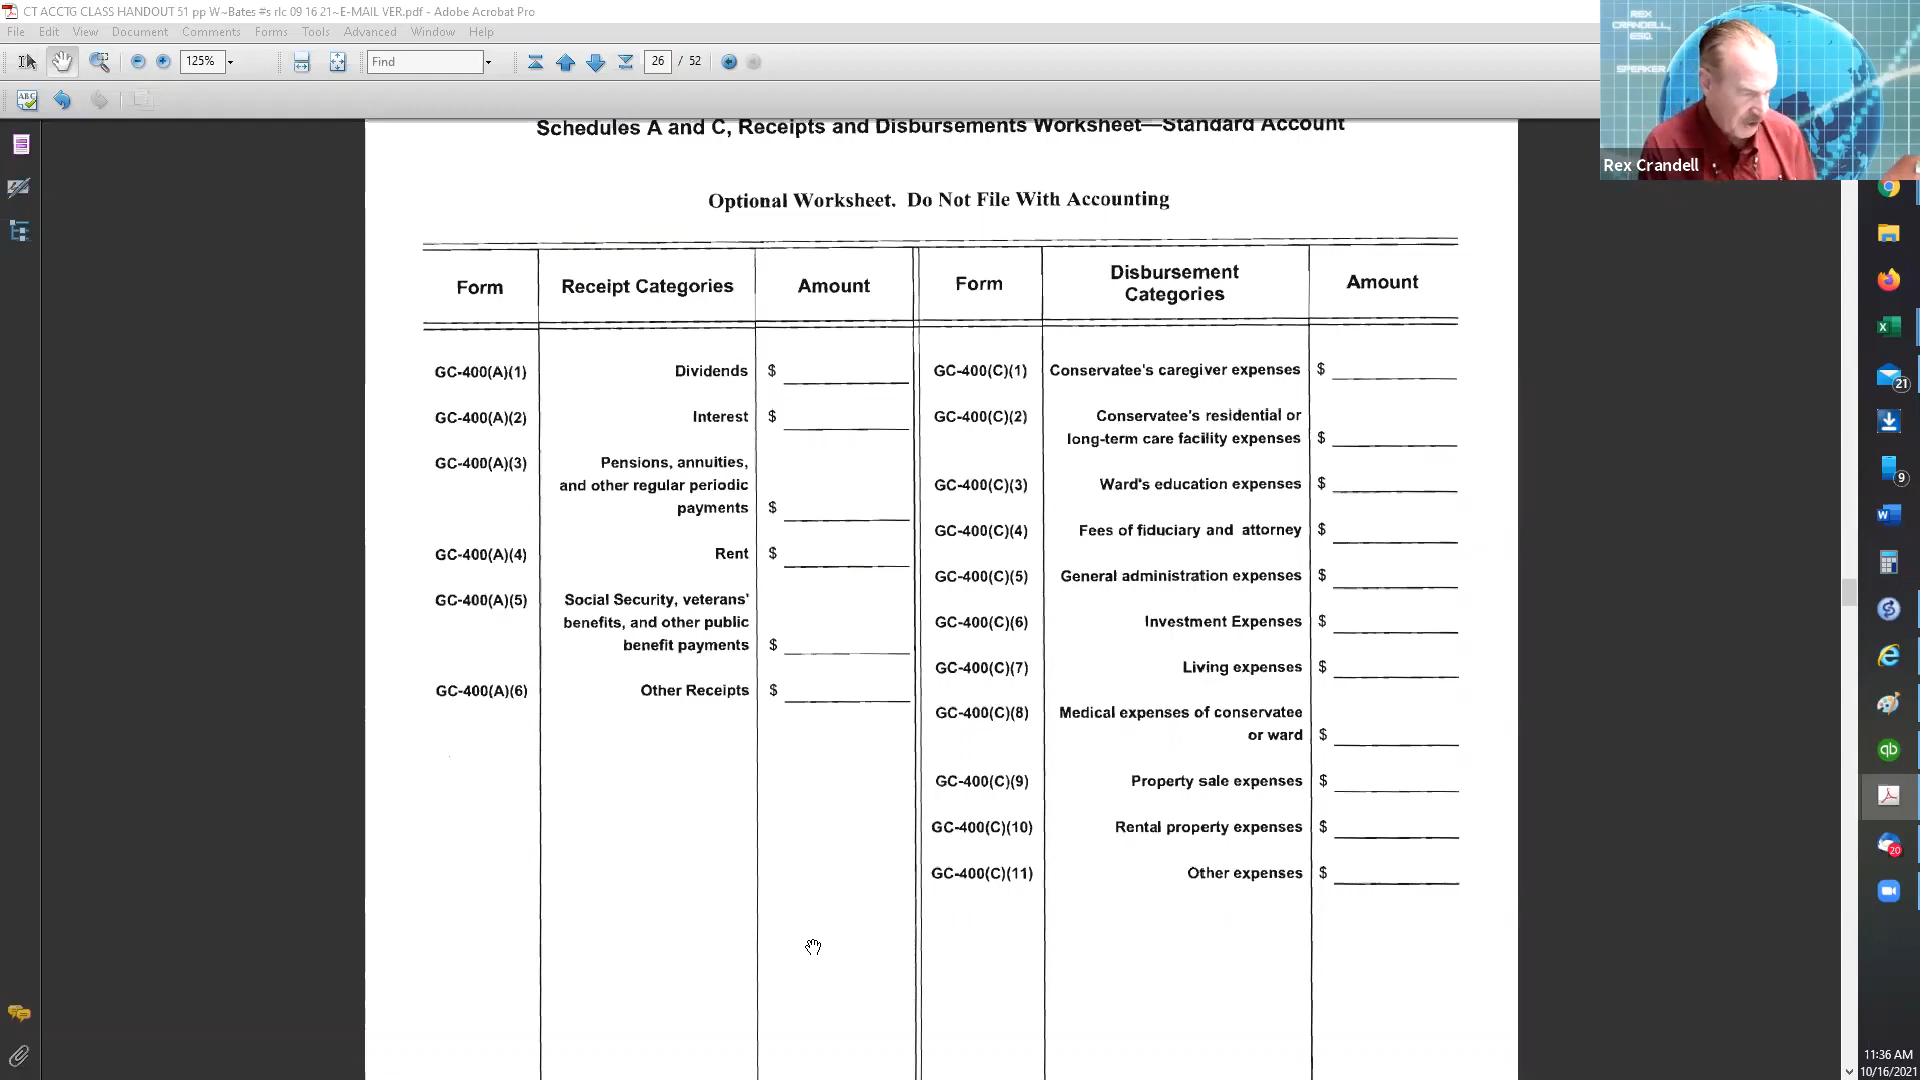 CT ACCTG CLASS HANDOUT 51 pp W~Bates #s rlc 09 16 21~E-MAIL VER.pdf - Adobe Acrobat Pro
File Edit View Document Comments Forms Tools Advanced Window Help
125% Find 26 / 52
REX
CRANDELL,
ESQ.
SPEAKER
Rex Crandell
Schedules A and C, Receipts and Disbursements Worksheet—Standard Account
Optional Worksheet. Do Not File With Accounting
Form Receipt Categories Amount Form Disbursement Categories Amount
GC-400(A)(1) Dividends $
GC-400(A)(2) Interest $
GC-400(A)(3) Pensions, annuities,
and other regular periodic
payments $
GC-400(A)(4) Rent $
GC-400(A)(5) Social Security, veterans'
benefits, and other public
benefit payments $
GC-400(A)(6) Other Receipts $
GC-400(C)(1) Conservatee's caregiver expenses $
GC-400(C)(2) Conservatee's residential or
long-term care facility expenses $
GC-400(C)(3) Ward's education expenses $
GC-400(C)(4) Fees of fiduciary and attorney $
GC-400(C)(5) General administration expenses $
GC-400(C)(6) Investment Expenses $
GC-400(C)(7) Living expenses $
GC-400(C)(8) Medical expenses of conservatee
or ward $
GC-400(C)(9) Property sale expenses $
GC-400(C)(10) Rental property expenses $
GC-400(C)(11) Other expenses $
21
9
20
11:36 AM
10/16/2021